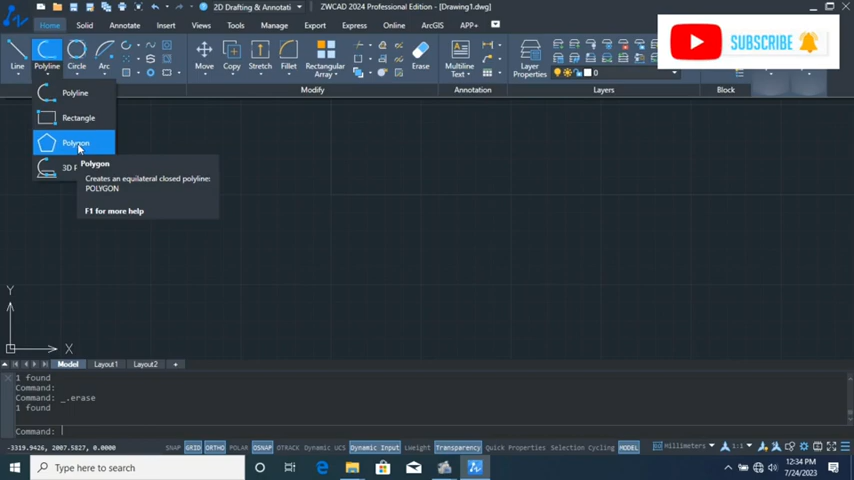 2D Drafting & Annotati
ZWCAD 2024 Professional Edition - [Drawing1.dwg]
SUBSCRIBE
Home Solid Annotate Insert Parametric View Tools Manage Export Express Online ArcGIS APP+
Line Polyline Circle Arc Move Copy Stretch Fillet Rectangular Array Erase Multiline Text Layer Properties 0
Modify Annotation Layers Block
Polyline
Rectangle
Polygon
3D P
Polygon
Creates an equilateral closed polyline:
POLYGON
F1 for more help
Y
X
Model Layout1 Layout2 +
1 found
Command:
Command: _.erase
1 found
Command:
-3319.9426, 2007.5827, 0.0000 SNAP GRID ORTHO POLAR OSNAP OTRACK Dynamic UCS Dynamic Input LWeight Transparency Quick Properties Selection Cycling MODEL Millimeters 1:1
Type here to search
12:34 PM
7/24/2023